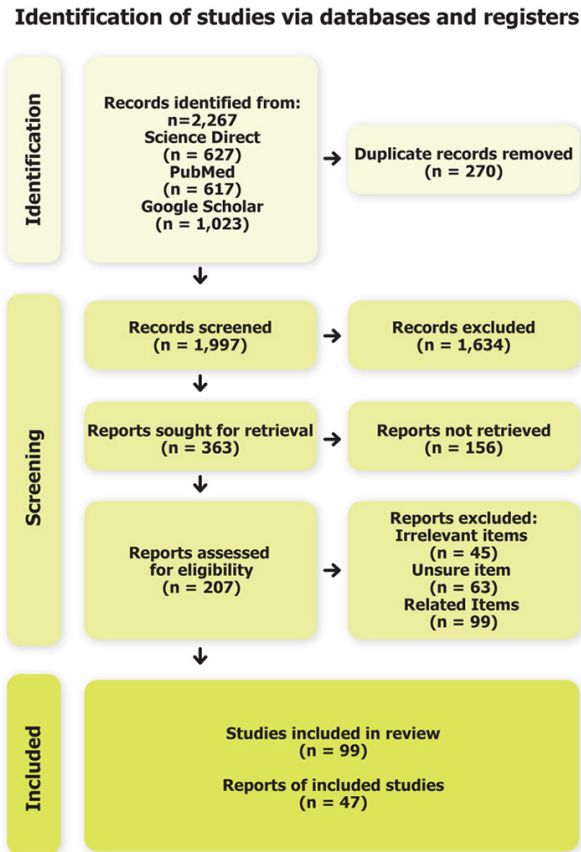 Identification of studies via databases and registers
Identification
Records identified from:
n=2,267
Science Direct
(n = 627)
PubMed
(n = 617)
Google Scholar
(n = 1,023)
Duplicate records removed
(n = 270)
Screening
Records screened
(n = 1,997)
Records excluded
(n = 1,634)
Reports sought for retrieval
(n = 363)
Reports not retrieved
(n = 156)
Reports assessed
for eligibility
(n = 207)
Reports excluded:
Irrelevant items
(n = 45)
Unsure item
(n = 63)
Related Items
(n = 99)
Included
Studies included in review
(n = 99)
Reports of included studies
(n = 47)